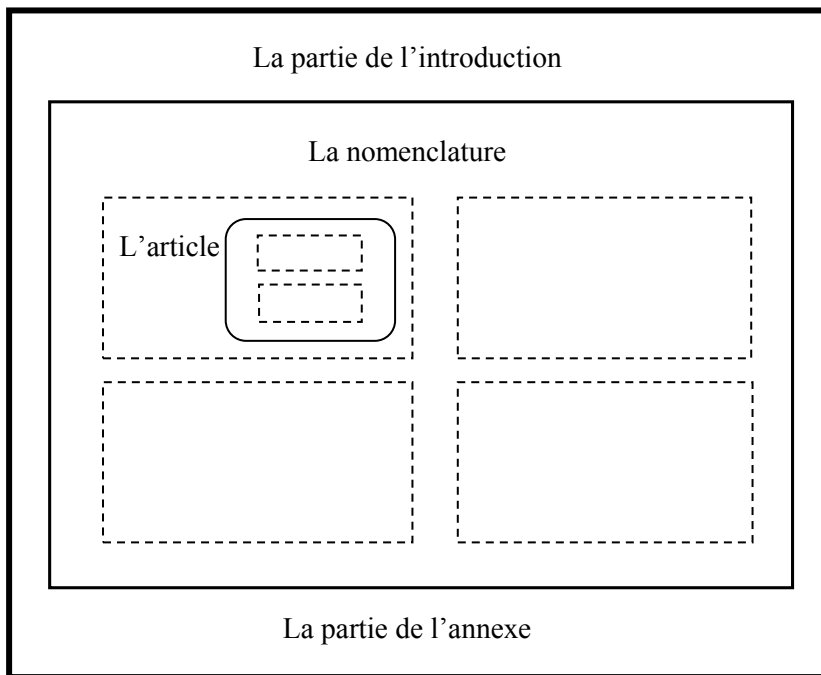 La partie de l’introduction
La nomenclature
L’article
La partie de l’annexe